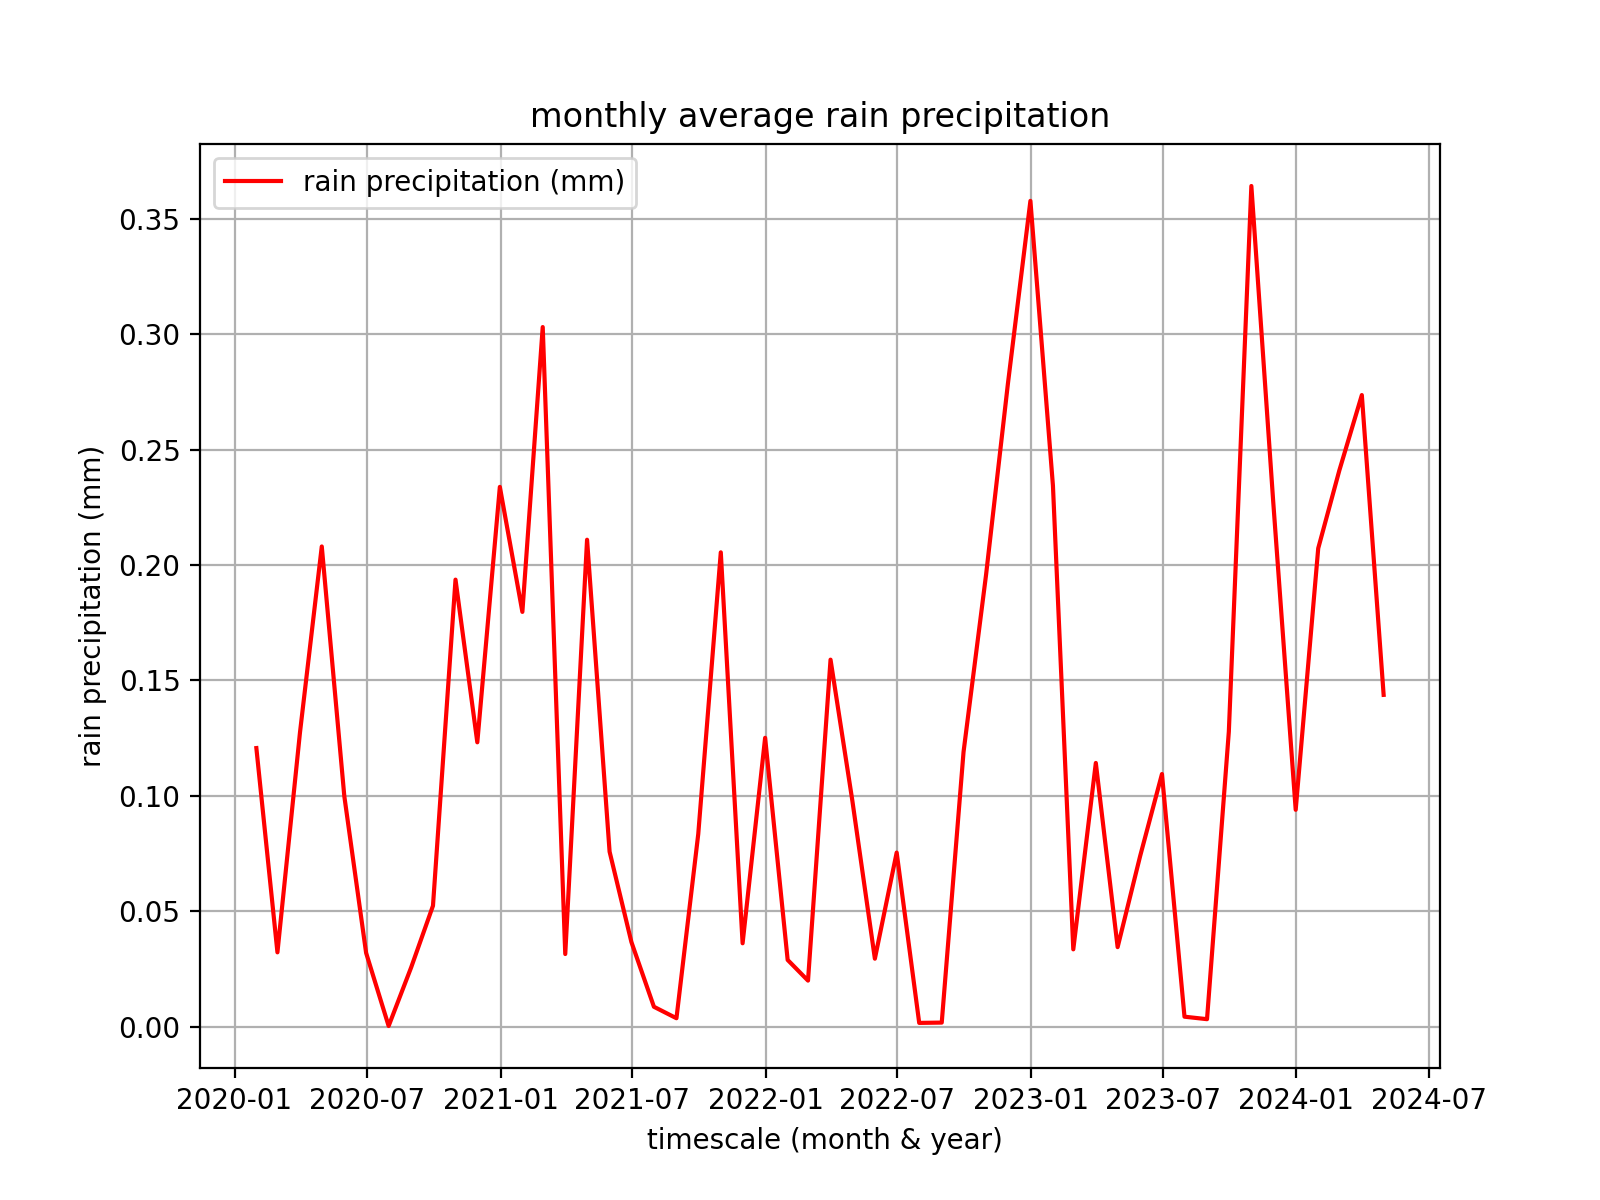 monthly average rain precipitation
rain precipitation (mm)
0.35
0.30
0.25
0.20
0.15
0.10
0.05
0.00
rain precipitation (mm)
2020-01 2020-07 2021-01 2021-07 2022-01 2022-07 2023-01 2023-07 2024-01 2024-07
timescale (month & year)